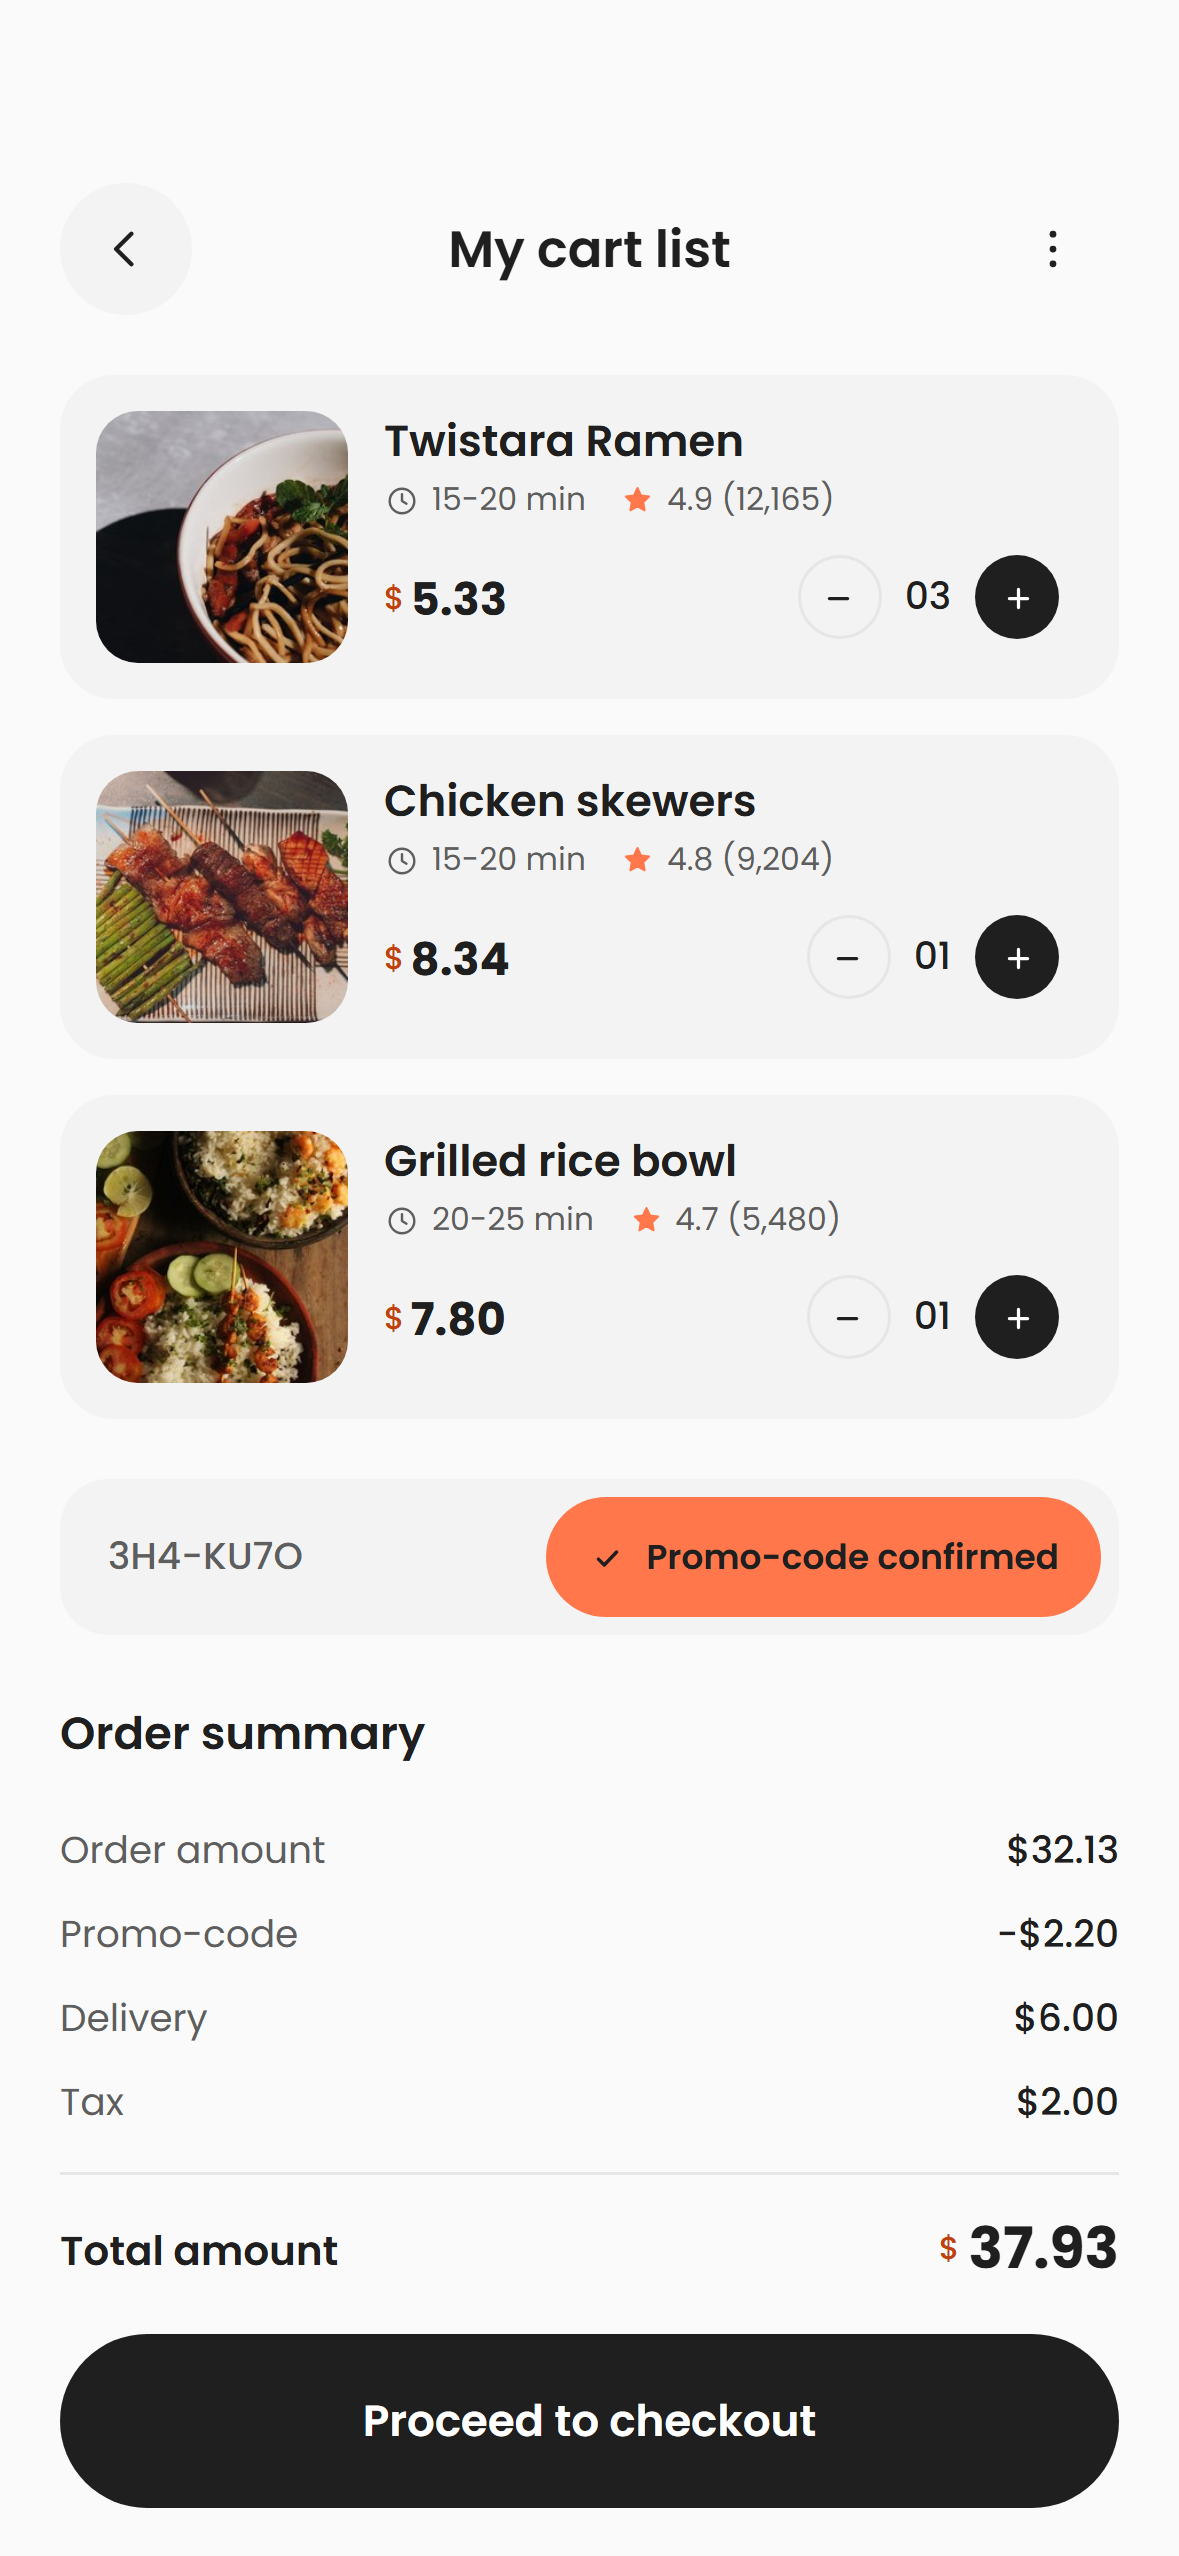 My cart list
Twistara Ramen
15-20 min 4.9 (12,165)
$ 5.33 03
Chicken skewers
15-20 min 4.8 (9,204)
$ 8.34 01
Grilled rice bowl
20-25 min 4.7 (5,480)
$ 7.80 01
3H4-KU7O Promo-code confirmed
Order summary
Order amount $32.13
Promo-code -$2.20
Delivery $6.00
Tax $2.00
Total amount $ 37.93
Proceed to checkout